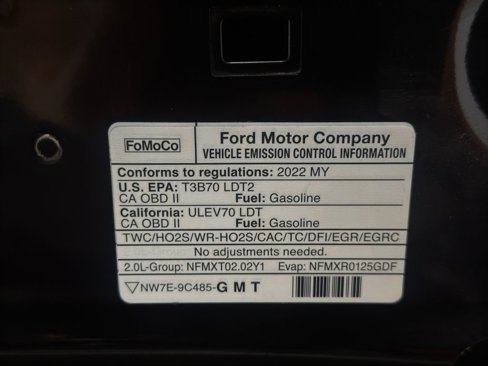 FoMoCo
Ford Motor Company
VEHICLE EMISSION CONTROL INFORMATION
Conforms to regulations: 2022 MY
U.S. EPA: T3B70 LDT2
CA OBD II Fuel: Gasoline
California: ULEV70 LDT
CA OBD II Fuel: Gasoline
TWC/HO2S/WR-HO2S/CAC/TC/DFI/EGR/EGRC
No adjustments needed.
2.0L-Group: NFMXT02.02Y1 Evap: NFMXR0125GDF
NW7E-9C485-GMT